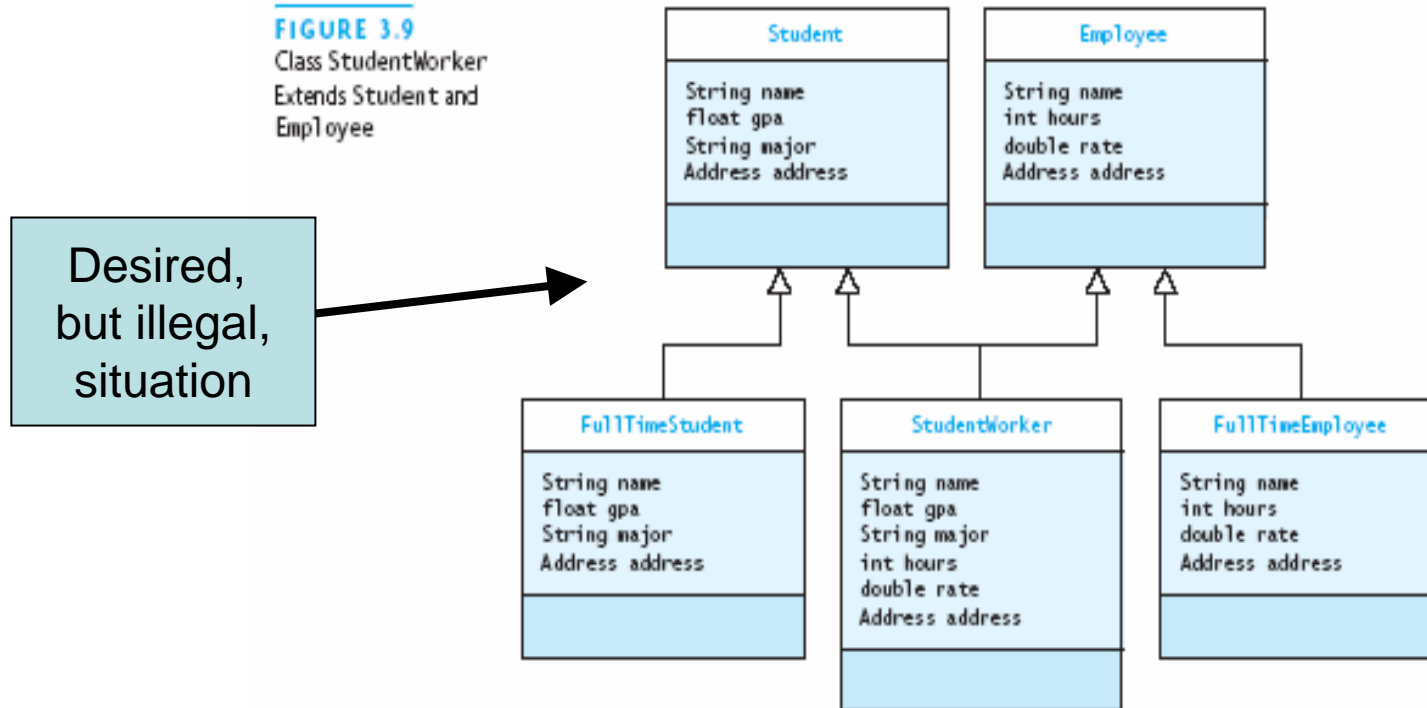 FIGURE 3.9
Class StudentWorker
Extends Student and
Employee
Desired,
but illegal,
situation
Student
String name
float gpa
String major
Address address
Employee
String name
int hours
double rate
Address address
FullTimeStudent
String name
float gpa
String major
Address address
StudentWorker
String name
float gpa
String major
int hours
double rate
Address address
FullTimeEmployee
String name
int hours
double rate
Address address